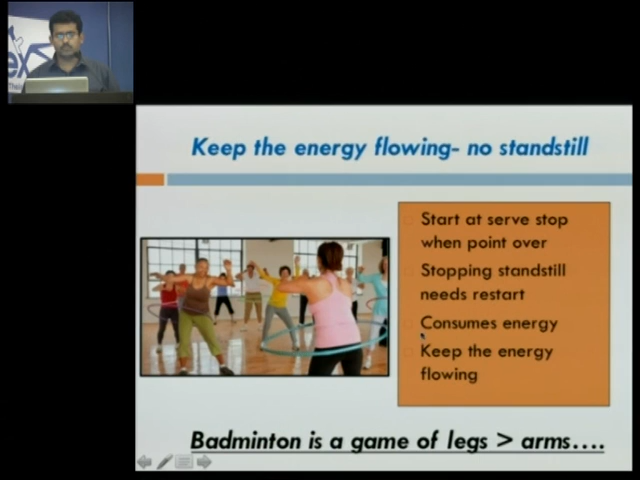 Keep the energy flowing- no standstill
Start at serve stop
when point over
Stopping standstill
needs restart
Consumes energy
Keep the energy
flowing
Badminton is a game of legs > arms....